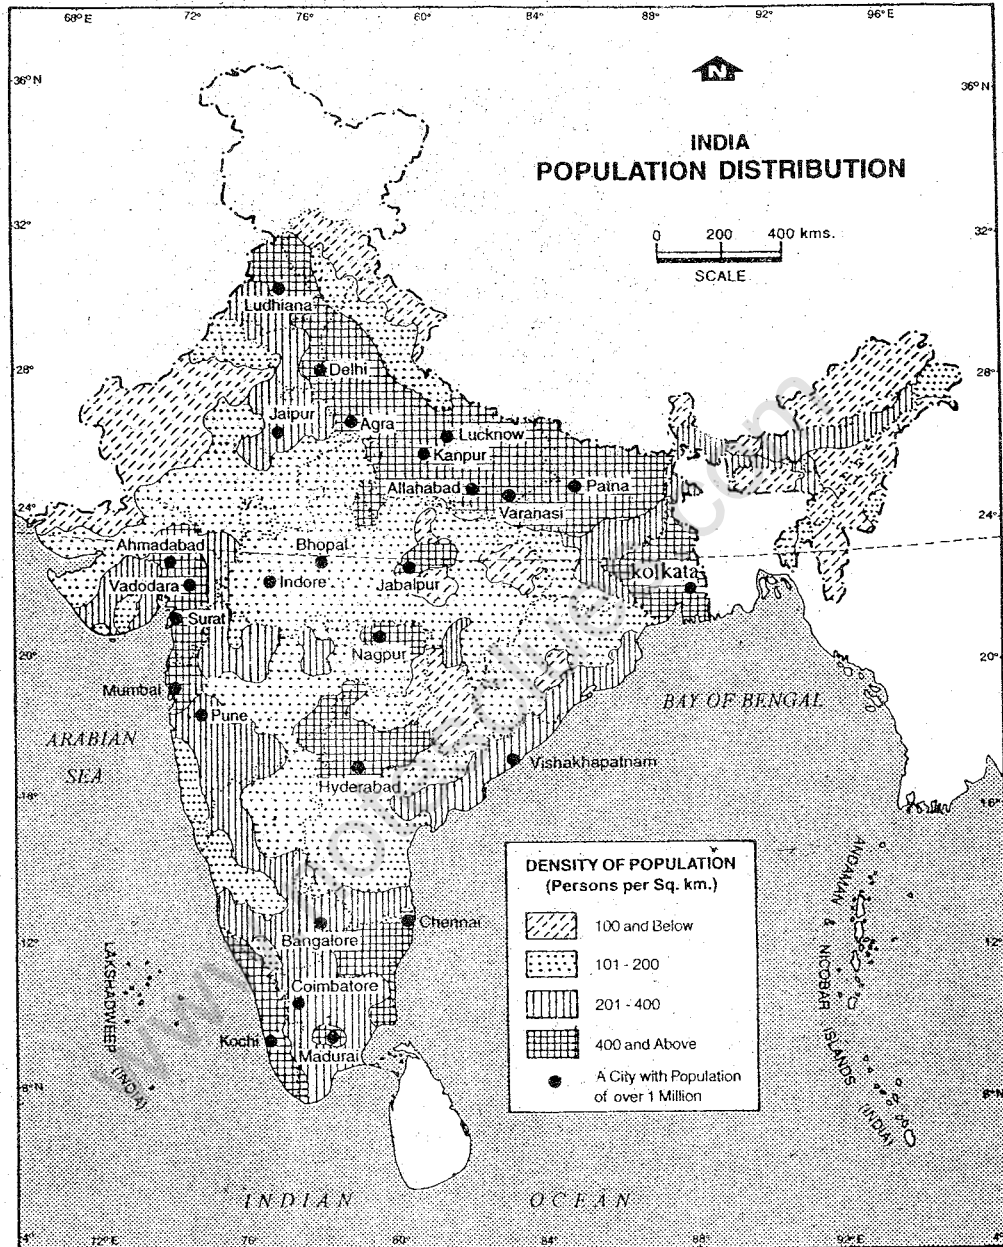 68° E 72° 76° 60° 84° 88° 92° 96° E
36° N
36° N
N
INDIA
POPULATION DISTRIBUTION
0 200 400 kms.
SCALE
32°
32°
Ludhiana
28°
Delhi
28°
Jaipur
Agra
Lucknow
Kanpur
Allahabad
Patna
Varanasi
24°
24°
Ahmadabad
Bhopal
Vadodara
Indore
Jabalpur
kolkata
Surat
Nagpur
20°
20°
Mumbai
BAY OF BENGAL
Pune
ARABIAN
SEA
Vishakhapatnam
Hyderabad
16°
DENSITY OF POPULATION
(Persons per Sq. km.)
100 and Below
101 - 200
201 - 400
400 and Above
A City with Population
of over 1 Million
Chennai
Bangalore
12°
12°
Coimbatore
Kochi
Madurai
LAKSHADWEEP
(INDIA)
ANDAMAN & NICOBAR ISLANDS
(INDIA)
8° N
8° N
INDIAN OCEAN
4° 72° E 76° 80° 84° 88° 92° E